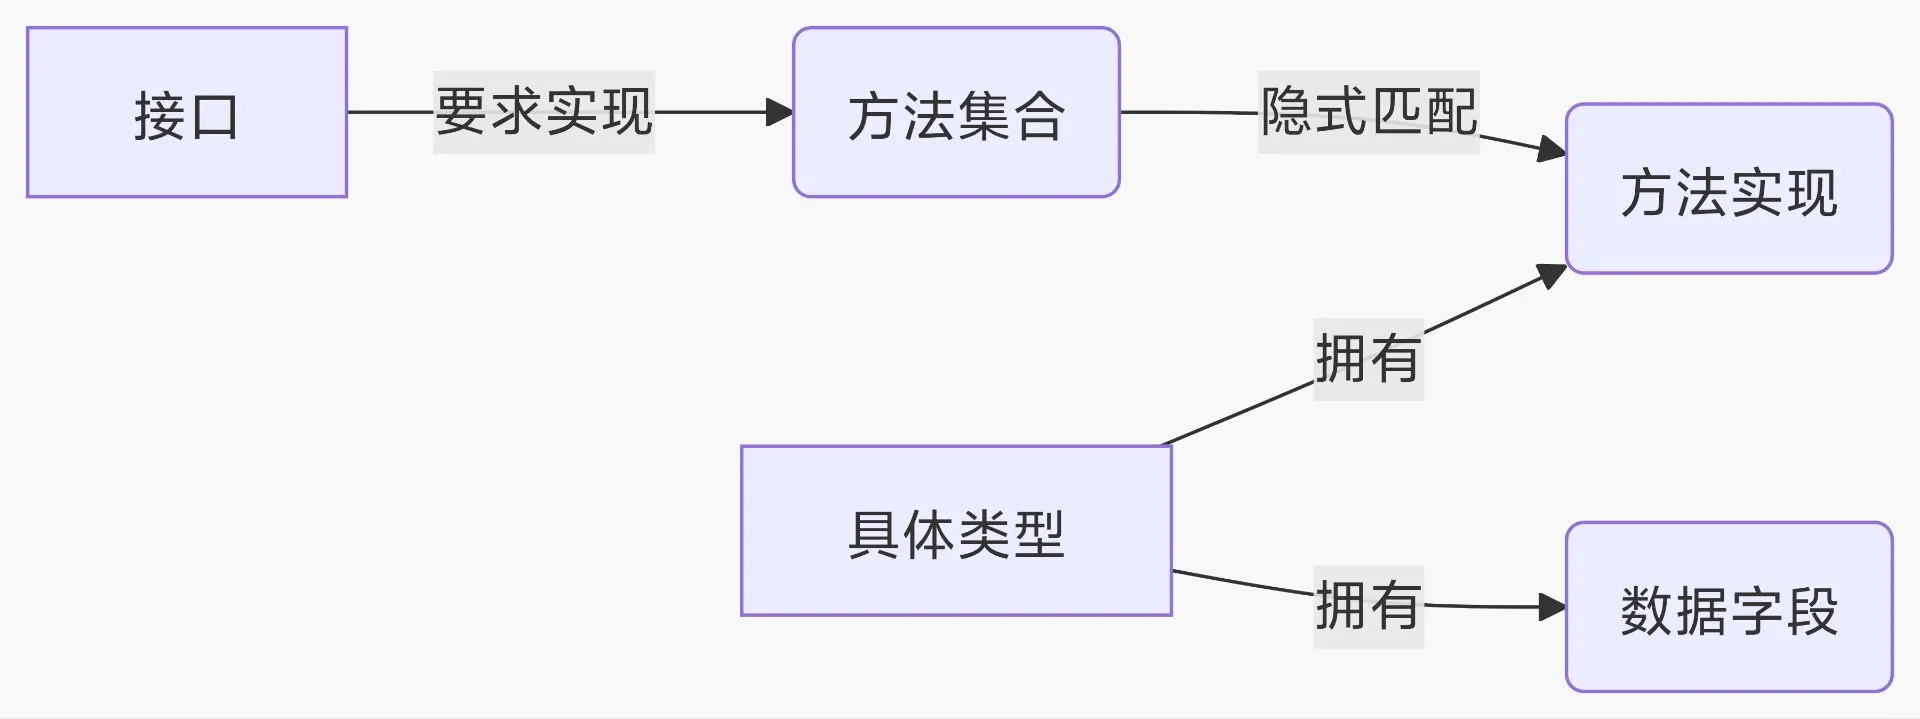 接口
要求实现
方法集合
隐式匹配
方法实现
拥有
具体类型
拥有
数据字段